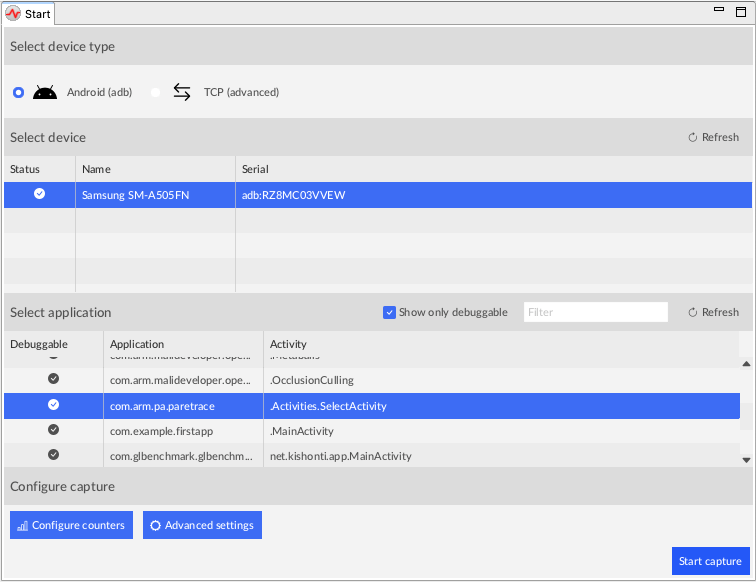 Start
Select device type
Android (adb) TCP (advanced)
Select device Refresh
Status Name Serial
Samsung SM-A505FN adb:RZ8MC03VVEW
Select application Show only debuggable Filter Refresh
Debuggable Application Activity
com.arm.malideveloper.ope... .Metaballs
com.arm.malideveloper.ope... .OcclusionCulling
com.arm.pa.paretrace .Activities.SelectActivity
com.example.firstapp .MainActivity
com.glbenchmark.glbenchm... net.kishonti.app.MainActivity
Configure capture
Configure counters Advanced settings
Start capture